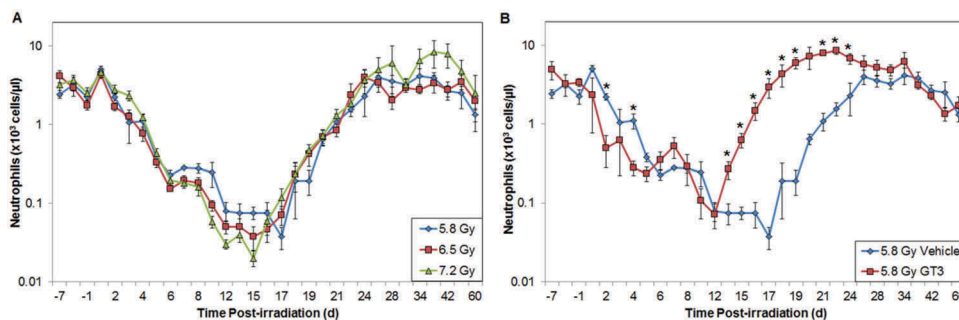 A
Neutrophils (x10³ cells/µl)
10
1
0.1
0.01
-7 -1 2 4 6 8 12 15 17 19 21 24 28 34 42 60
Time Post-irradiation (d)
5.8 Gy
6.5 Gy
7.2 Gy
B
Neutrophils (x10³ cells/µl)
10
1
0.1
0.01
* * * * * * * * * * *
-7 -1 2 4 6 8 12 15 17 19 21 24 28 34 42
Time Post-irradiation (d)
5.8 Gy Vehicle
5.8 Gy GT3